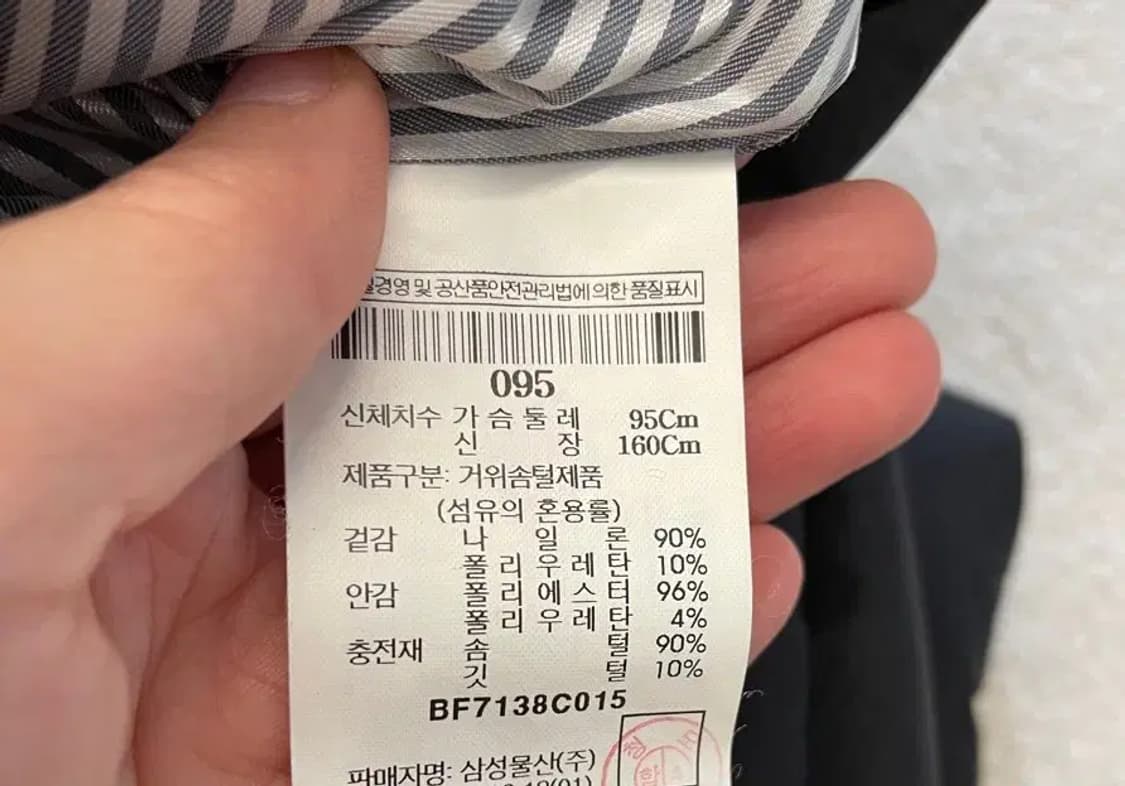 경영 및 공산품안전관리법에 의한 품질표시
095
신체치수 가슴둘레 95Cm
신장 160Cm
제품구분: 거위솜털제품
(섬유의 혼용률)
겉감 나일론 90%
폴리우레탄 10%
안감 폴리에스터 96%
폴리우레탄 4%
충전재 솜털 90%
깃털 10%
BF7138C015
판매자명: 삼성물산(주)